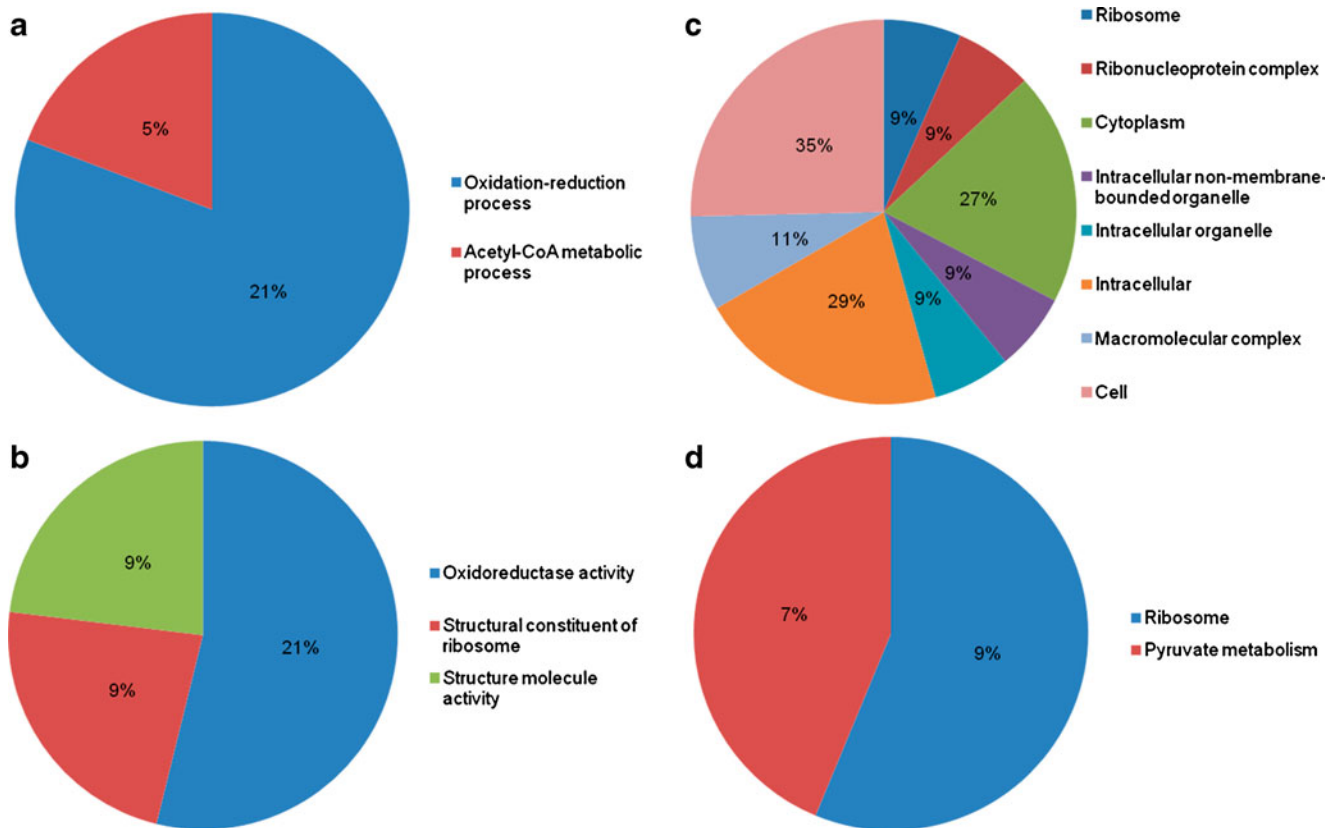 a
5%
21%
Oxidation-reduction
process
Acetyl-CoA metabolic
process
b
9%
9%
21%
Oxidoreductase activity
Structural constituent of
ribosome
Structure molecule
activity
c
9%
9%
27%
9%
9%
29%
11%
35%
Ribosome
Ribonucleoprotein complex
Cytoplasm
Intracellular non-membrane-
bounded organelle
Intracellular organelle
Intracellular
Macromolecular complex
Cell
d
7%
9%
Ribosome
Pyruvate metabolism